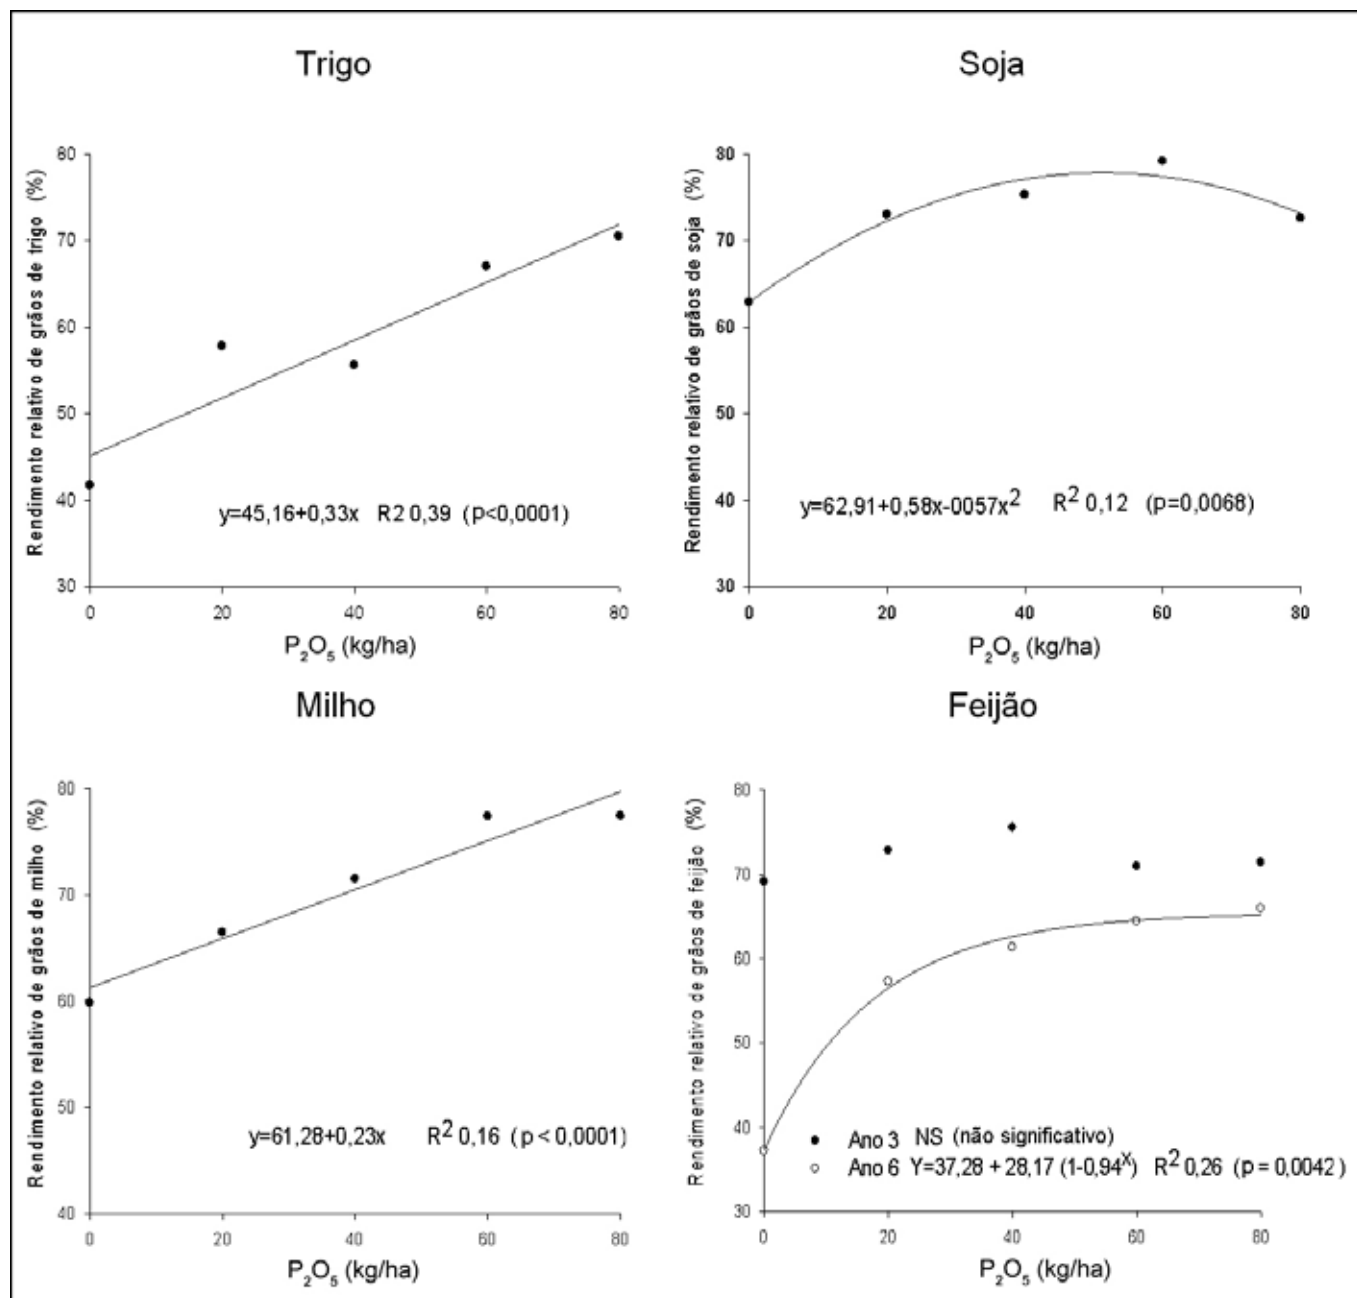 Trigo
Rendimento relativo de grãos de trigo (%)
80
70
60
50
40
30
y=45,16+0,33x R2 0,39 (p<0,0001)
0 20 40 60 80
P₂O₅ (kg/ha)
Soja
Rendimento relativo de grãos de soja (%)
80
70
60
50
40
30
y=62,91+0,58x-0057x² R² 0,12 (p=0,0068)
0 20 40 60 80
P₂O₅ (kg/ha)
Milho
Rendimento relativo de grãos de milho (%)
80
70
60
50
40
y=61,28+0,23x R² 0,16 (p < 0,0001)
0 20 40 60 80
P₂O₅ (kg/ha)
Feijão
Rendimento relativo de grãos de feijão (%)
80
70
60
50
40
30
Ano 3 NS (não significativo)
Ano 6 Y=37,28 + 28,17 (1-0,94ˣ) R² 0,26 (p = 0,0042)
0 20 40 60 80
P₂O₅ (kg/ha)